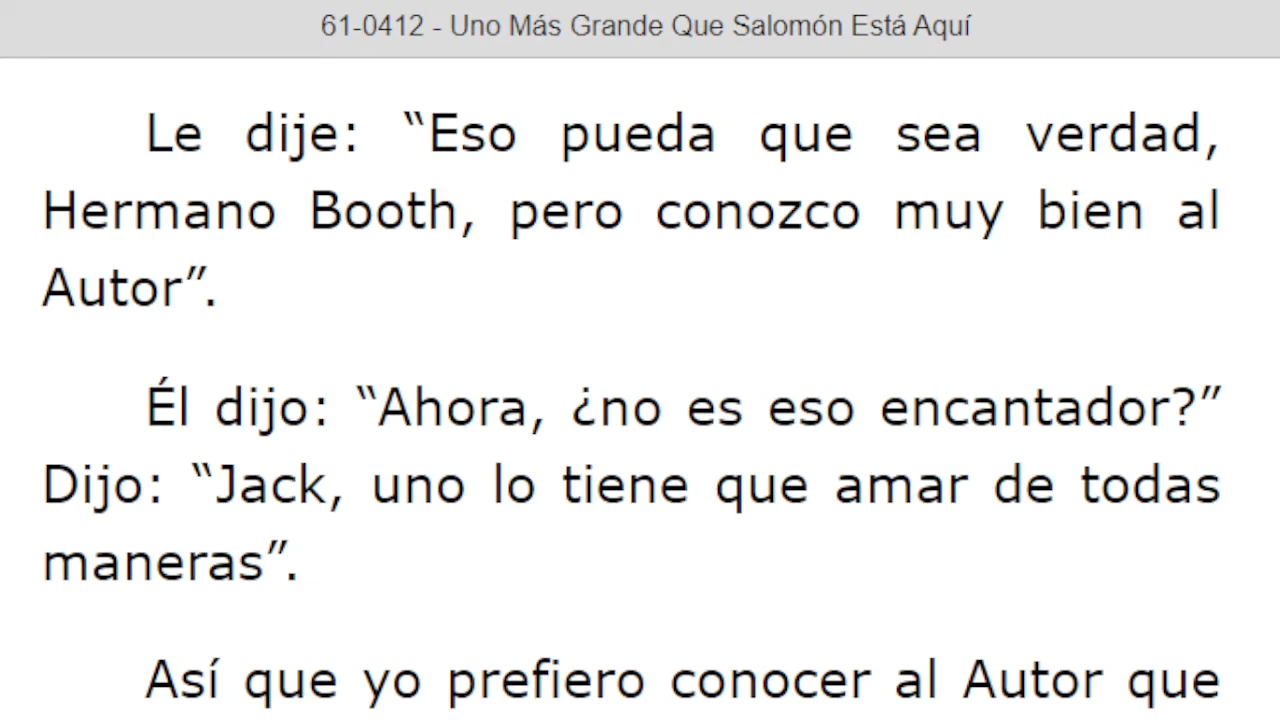 61-0412 - Uno Más Grande Que Salomón Está Aquí
Le dije: “Eso pueda que sea verdad,
Hermano Booth, pero conozco muy bien al
Autor”.
Él dijo: “Ahora, ¿no es eso encantador?”
Dijo: “Jack, uno lo tiene que amar de todas
maneras”.
Así que yo prefiero conocer al Autor que